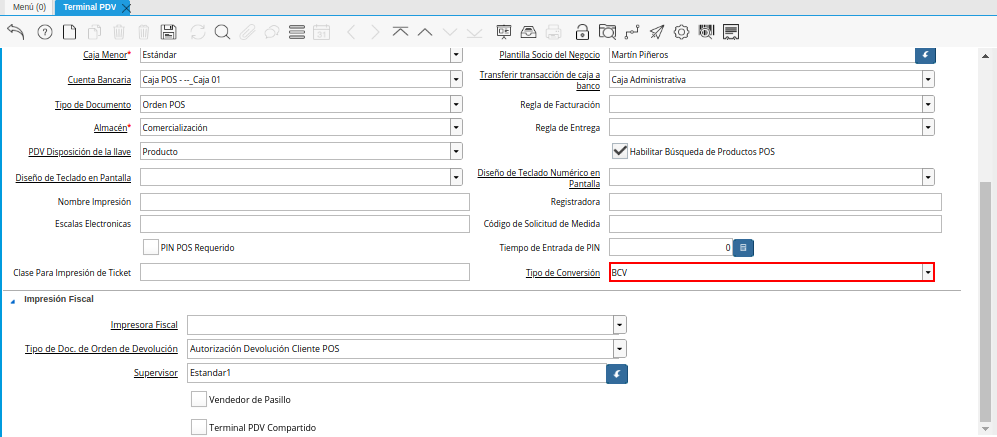 Menú (0) Terminal PDV
31
Caja Menor* Estándar Plantilla Socio del Negocio Martín Piñeros
Cuenta Bancaria Caja POS - --_Caja 01 Transferir transacción de caja a banco Caja Administrativa
Tipo de Documento Orden POS Regla de Facturación
Almacén* Comercialización Regla de Entrega
PDV Disposición de la llave Producto Habilitar Búsqueda de Productos POS
Diseño de Teclado en Pantalla Diseño de Teclado Numérico en Pantalla
Nombre Impresión Registradora
Escalas Electronicas Código de Solicitud de Medida
PIN POS Requerido Tiempo de Entrada de PIN 0
Clase Para Impresión de Ticket Tipo de Conversión BCV
Impresión Fiscal
Impresora Fiscal
Tipo de Doc. de Orden de Devolución Autorización Devolución Cliente POS
Supervisor Estandar1
Vendedor de Pasillo
Terminal PDV Compartido